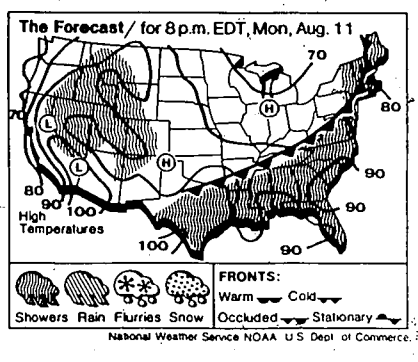 The Forecast/ for 8 p.m. EDT, Mon, Aug. 11
70
70
80
L
H
H
L
80
90
100
High
Temperatures
100
90
90
90
Showers Rain Flurries Snow
FRONTS:
Warm Cold
Occluded Stationary
National Weather Service NOAA U S Dept of Commerce